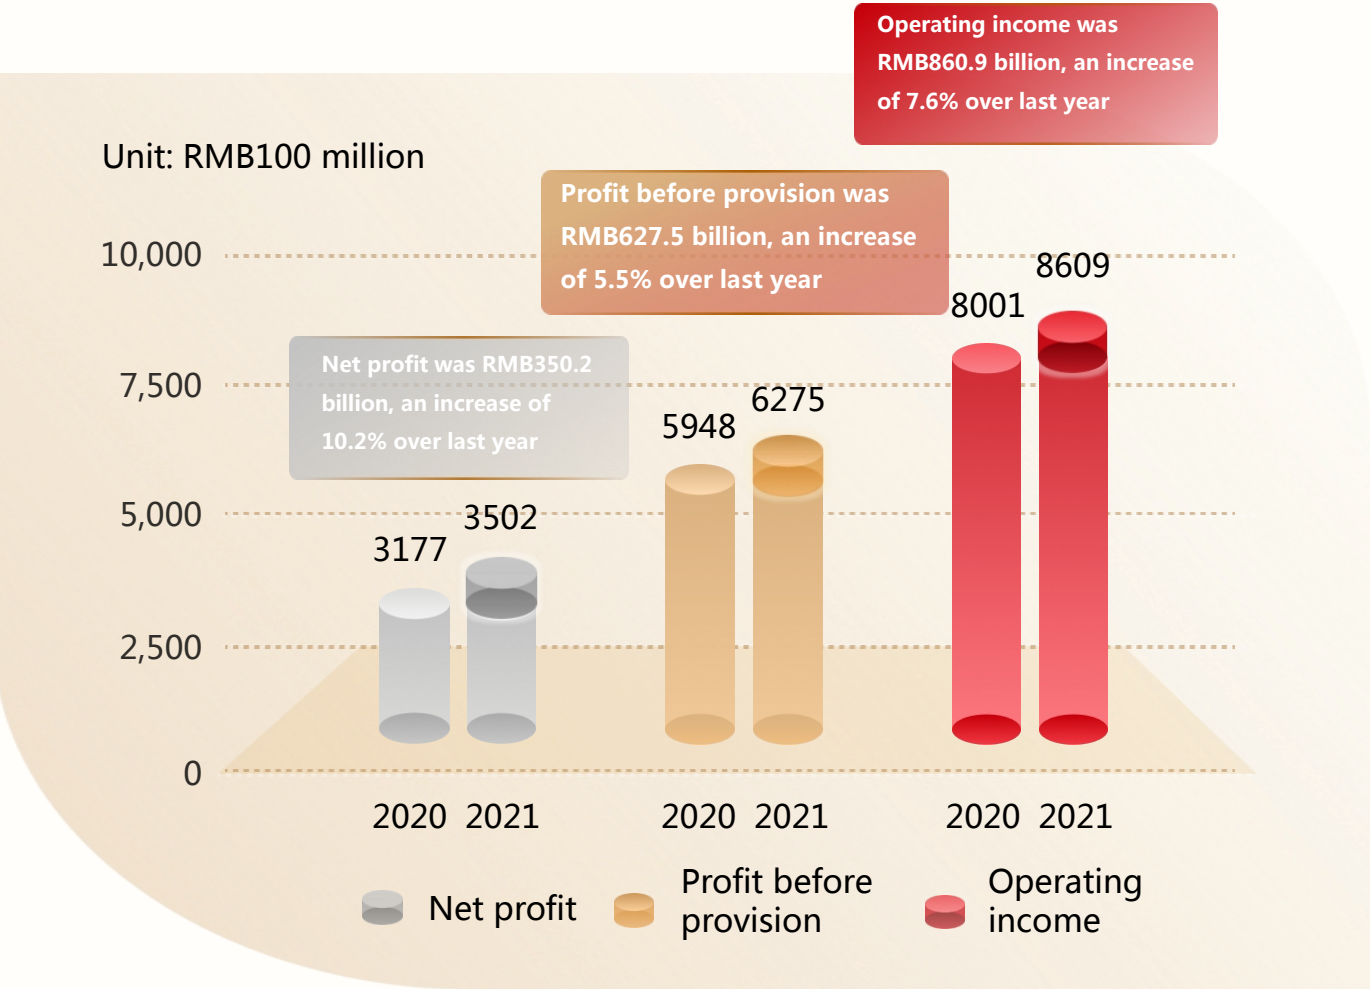 Operating income was
RMB860.9 billion, an increase
of 7.6% over last year
Unit: RMB100 million
Profit before provision was
RMB627.5 billion, an increase
of 5.5% over last year
10,000
8609
8001
Net profit was RMB350.2
billion, an increase of
10.2% over last year
7,500
6275
5948
5,000
3502
3177
2,500
0
2020 2021 2020 2021 2020 2021
Net profit
Profit before
provision
Operating
income